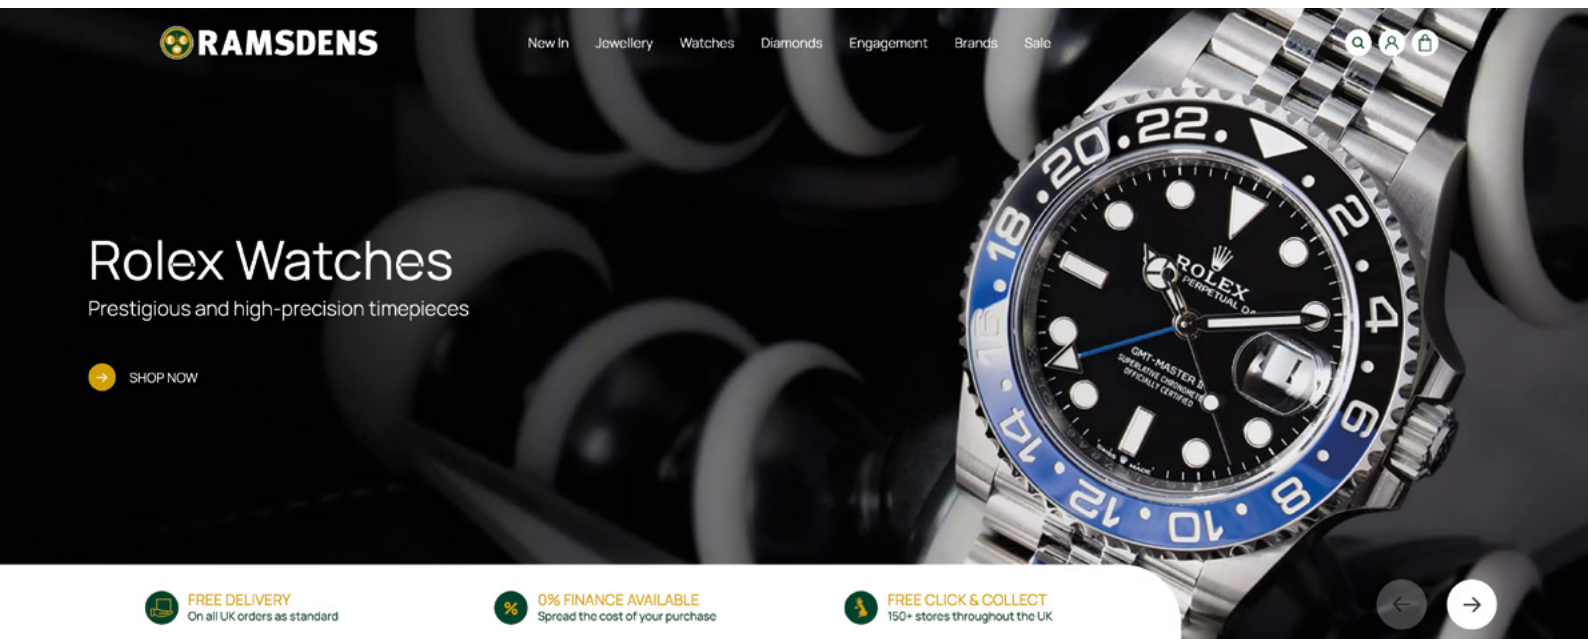 RAMSDENS
New In Jewellery Watches Diamonds Engagement Brands Sale
Rolex Watches
Prestigious and high-precision timepieces
SHOP NOW
22
20
18
16
14
12
10
8
6
4
2
ROLEX
PERPETUAL
GMT-MASTER II
SUPERLATIVE CHRONOMETER
OFFICIALLY CERTIFIED
SWISS MADE
FREE DELIVERY
On all UK orders as standard
%
0% FINANCE AVAILABLE
Spread the cost of your purchase
FREE CLICK & COLLECT
150+ stores throughout the UK